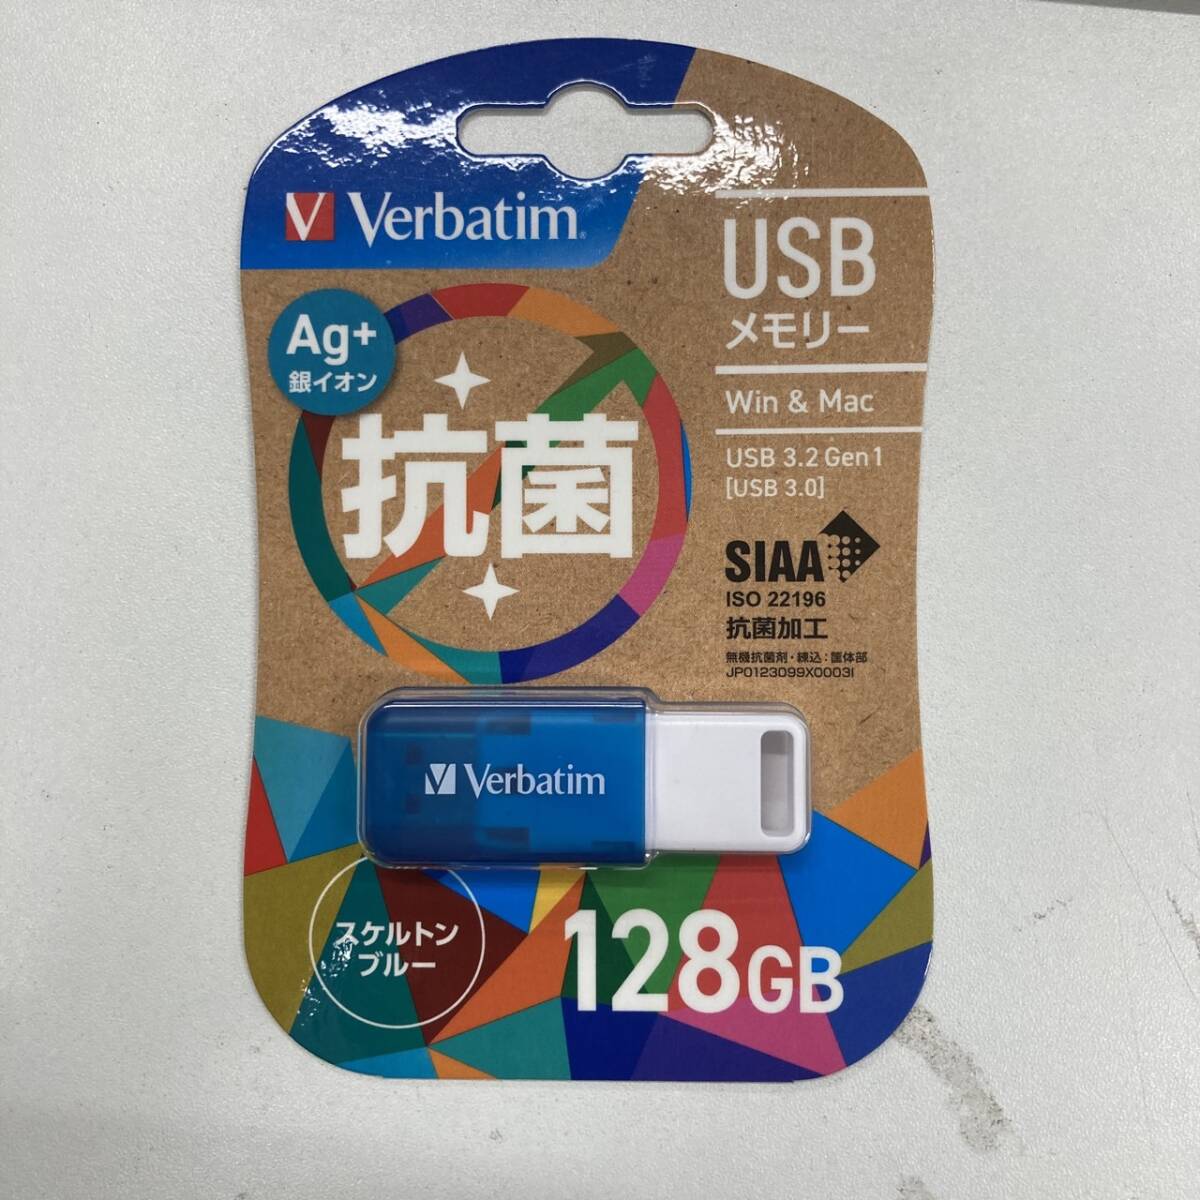 Verbatim®
USB
メモリー
Win & Mac
USB 3.2 Gen 1
[USB 3.0]
Ag+
銀イオン
抗菌
SIAA
ISO 22196
抗菌加工
無機抗菌剤・練込：筐体部
JP0123099X0003I
Verbatim
スケルトン
ブルー
128GB